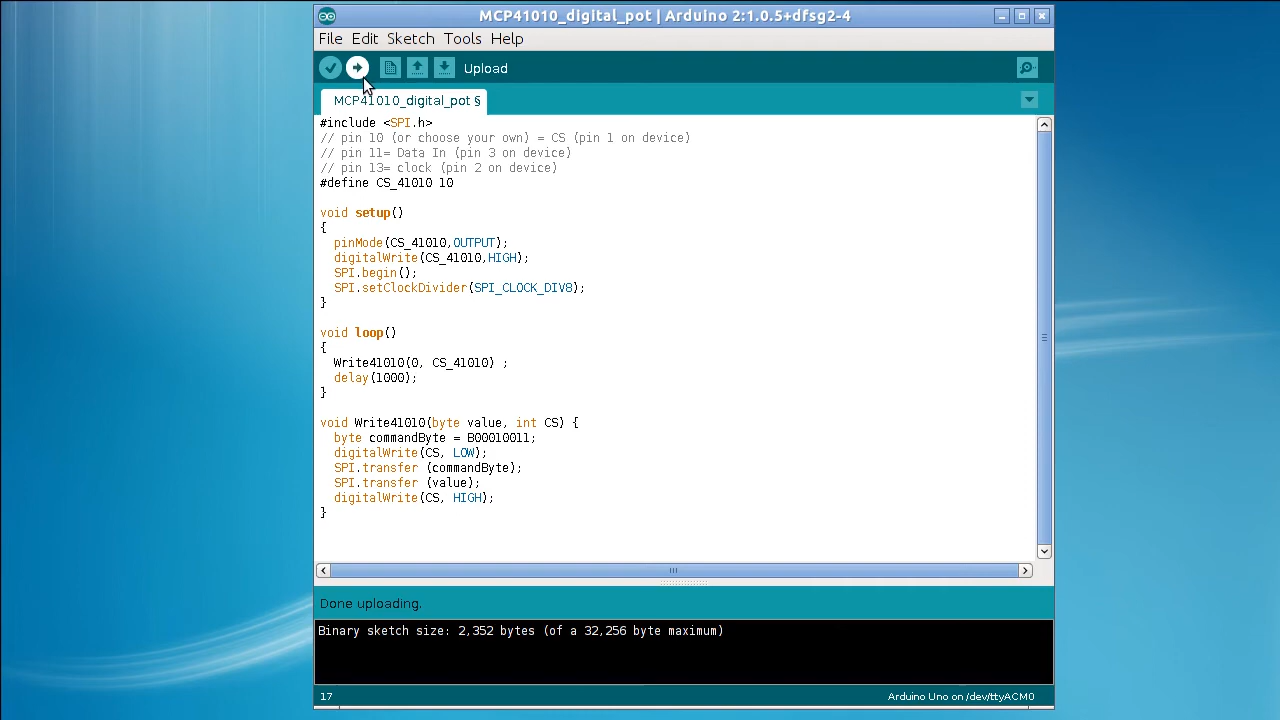 MCP41010_digital_pot | Arduino 2:1.0.5+dfsg2-4
File Edit Sketch Tools Help
Upload
MCP41010_digital_pot §
#include <SPI.h>
// pin 10 (or choose your own) = CS (pin 1 on device)
// pin 11= Data In (pin 3 on device)
// pin 13= clock (pin 2 on device)
#define CS_41010 10
void setup()
{
  pinMode(CS_41010,OUTPUT);
  digitalWrite(CS_41010,HIGH);
  SPI.begin();
  SPI.setClockDivider(SPI_CLOCK_DIV8);
}
void loop()
{
  Write41010(0, CS_41010) ;
  delay(1000);
}
void Write41010(byte value, int CS) {
  byte commandByte = B00010011;
  digitalWrite(CS, LOW);
  SPI.transfer (commandByte);
  SPI.transfer (value);
  digitalWrite(CS, HIGH);
}
Done uploading.
Binary sketch size: 2,352 bytes (of a 32,256 byte maximum)
17 Arduino Uno on /dev/ttyACM0